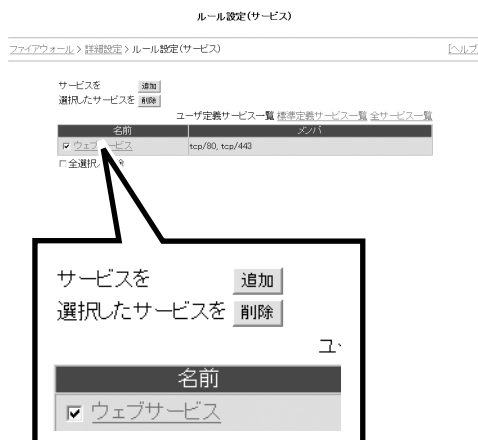 ルール設定(サービス)
ファイアウォール > 詳細設定 > ルール設定(サービス)
[ヘルプ
サービスを 追加
選択したサービスを 削除
ユーザ定義サービス一覧 標準定義サービス一覧 全サービス一覧
名前 メンバ
ウェブ ービス tcp/80, tcp/443
全選択
サービスを 追加
選択したサービスを 削除
ユ
名前
ウェブサービス